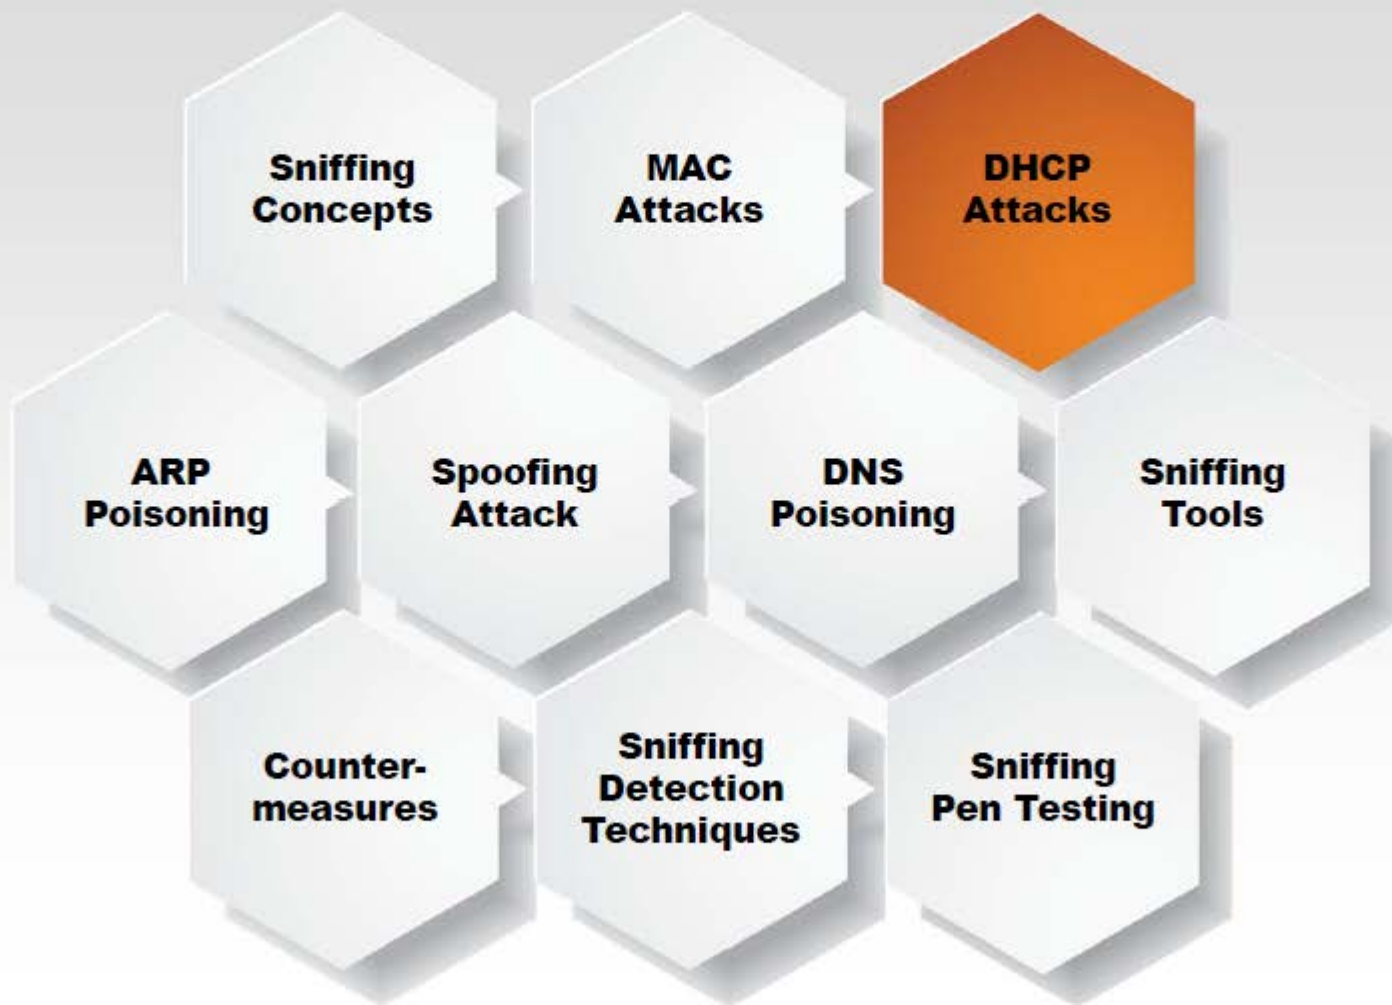 Sniffing
Concepts
MAC
Attacks
DHCP
Attacks
ARP
Poisoning
Spoofing
Attack
DNS
Poisoning
Sniffing
Tools
Counter-
measures
Sniffing
Detection
Techniques
Sniffing
Pen Testing